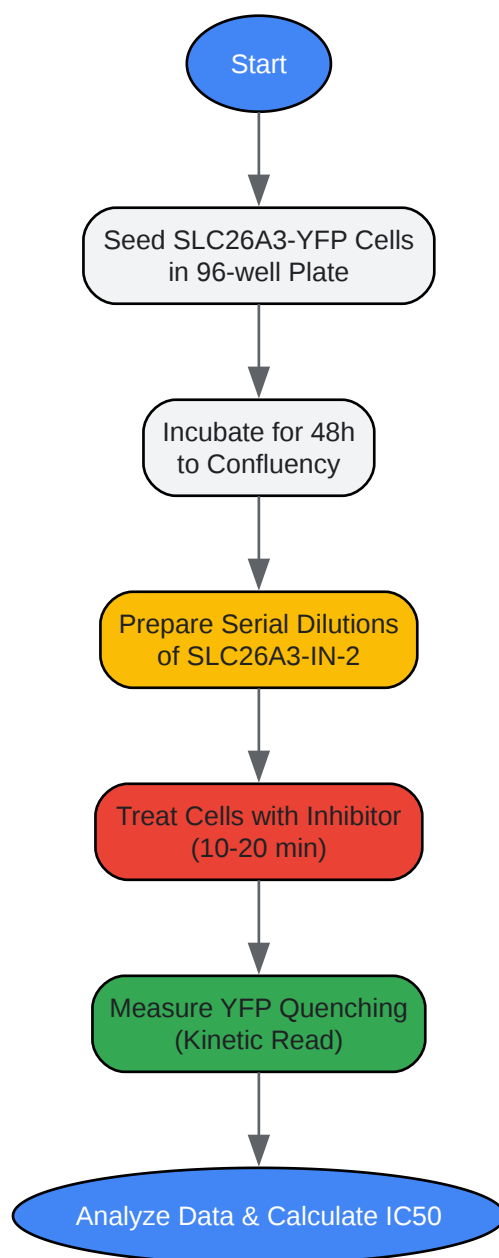 Start
Seed SLC26A3-YFP Cells
in 96-well Plate
Incubate for 48h
to Confluency
Prepare Serial Dilutions
of SLC26A3-IN-2
Treat Cells with Inhibitor
(10-20 min)
Measure YFP Quenching
(Kinetic Read)
Analyze Data & Calculate IC50